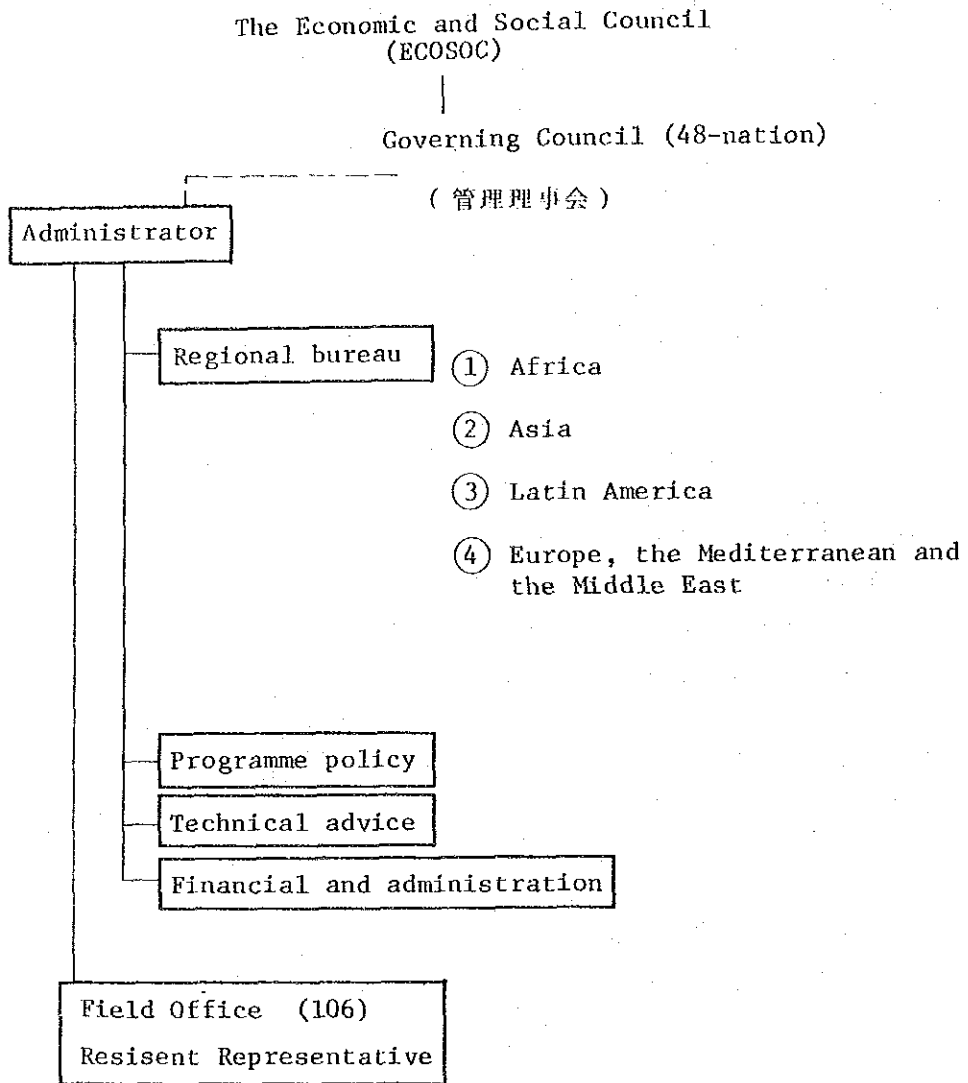 The Economic and Social Council
(ECOSOC)
Governing Council (48-nation)
(管理理事会)
Administrator
Regional bureau
① Africa
② Asia
③ Latin America
④ Europe, the Mediterranean and
the Middle East
Programme policy
Technical advice
Financial and administration
Field Office (106)
Resisent Representative